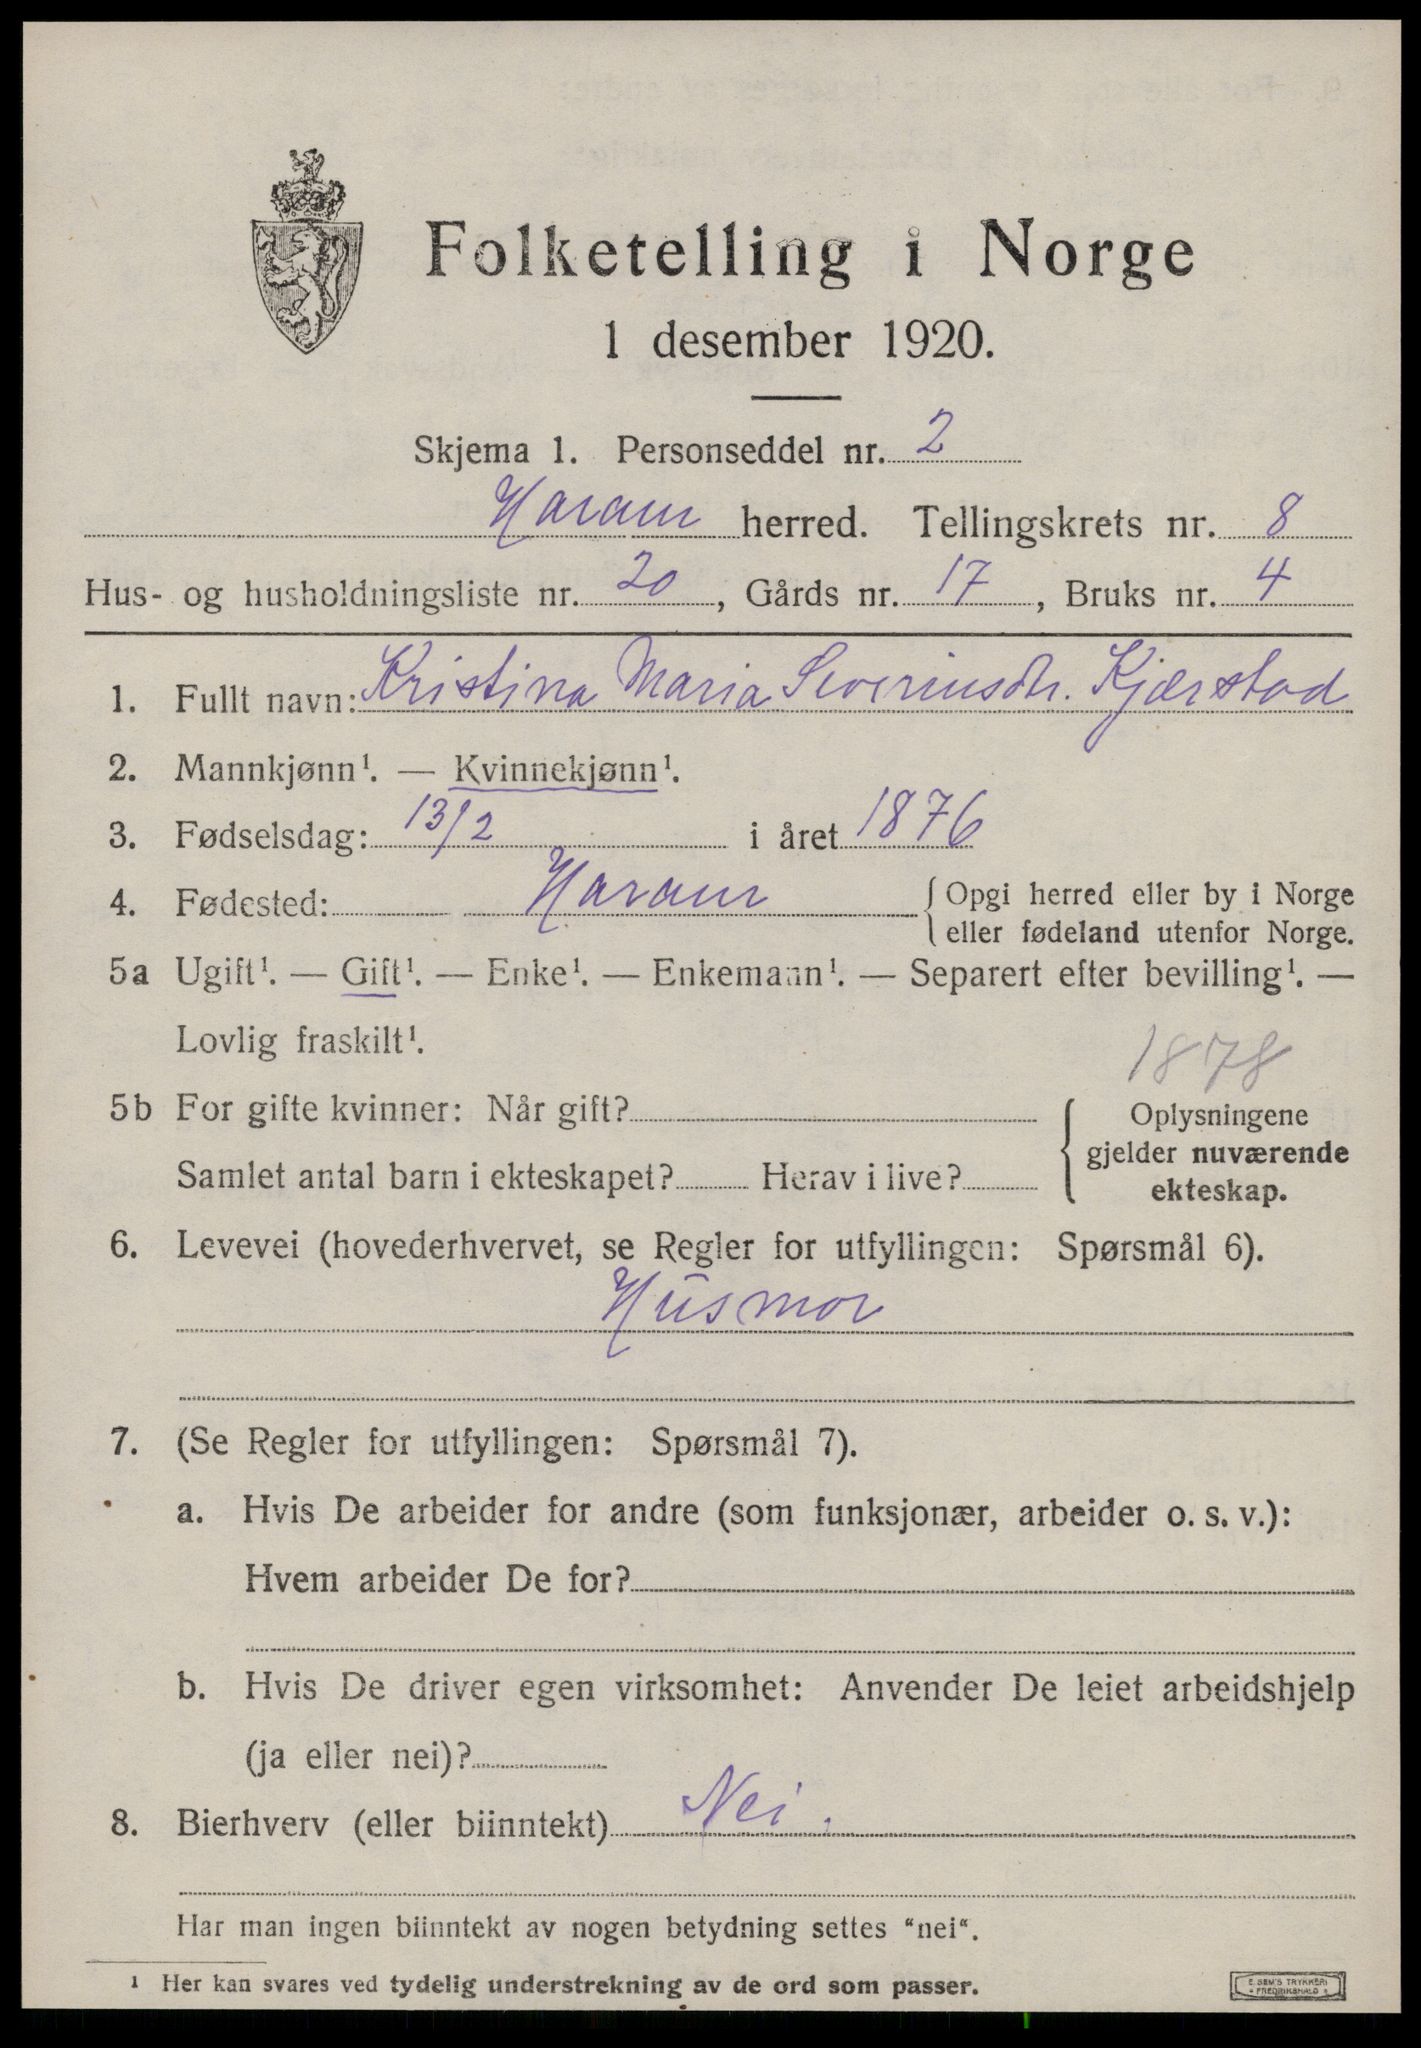 Folketelling i Norge
1 desember 1920.
Skjema 1. Personseddel nr. 2
Haram herred. Tellingskrets nr. 8
Hus- og husholdningsliste nr. 20, Gårds nr. 17, Bruks nr. 4
1. Fullt navn: Kristina Maria Severinsdtr. Kjærstad
2. Mannkjønn¹. — Kvinnekjønn¹.
3. Fødselsdag: 13/2 i året 1876
4. Fødested: Haram { Opgi herred eller by i Norge
eller fødeland utenfor Norge.
5a Ugift¹. — Gift¹. — Enke¹. — Enkemann¹. — Separert efter bevilling¹. —
Lovlig fraskilt¹.
1878
5b For gifte kvinner: Når gift?
Samlet antal barn i ekteskapet? Herav i live?
{ Oplysningene
gjelder nuværende
ekteskap.
6. Levevei (hovederhvervet, se Regler for utfyllingen: Spørsmål 6).
Husmor
7. (Se Regler for utfyllingen: Spørsmål 7).
a. Hvis De arbeider for andre (som funksjonær, arbeider o. s. v.):
Hvem arbeider De for?
b. Hvis De driver egen virksomhet: Anvender De leiet arbeidshjelp
(ja eller nei)?
8. Bierhverv (eller biinntekt) Nei.
Har man ingen biinntekt av nogen betydning settes "nei".
¹ Her kan svares ved tydelig understrekning av de ord som passer.
E. SEM'S TRYKKERI
FREDRIKSHALD